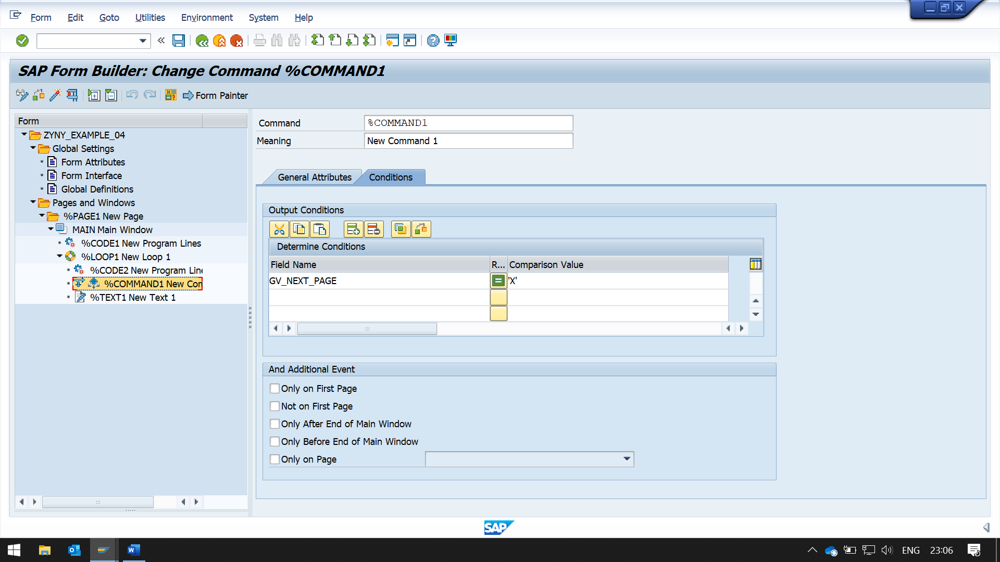 Form Edit Goto Utilities Environment System Help
SAP Form Builder: Change Command %COMMAND1
Form Painter
Form
ZYNY_EXAMPLE_04
Global Settings
Form Attributes
Form Interface
Global Definitions
Pages and Windows
%PAGE1 New Page
MAIN Main Window
%CODE1 New Program Lines
%LOOP1 New Loop 1
%CODE2 New Program Line
%COMMAND1 New Con
%TEXT1 New Text 1
Command %COMMAND1
Meaning New Command 1
General Attributes Conditions
Output Conditions
Determine Conditions
Field Name R... Comparison Value
GV_NEXT_PAGE = 'X'
And Additional Event
Only on First Page
Not on First Page
Only After End of Main Window
Only Before End of Main Window
Only on Page
SAP
ENG 23:06